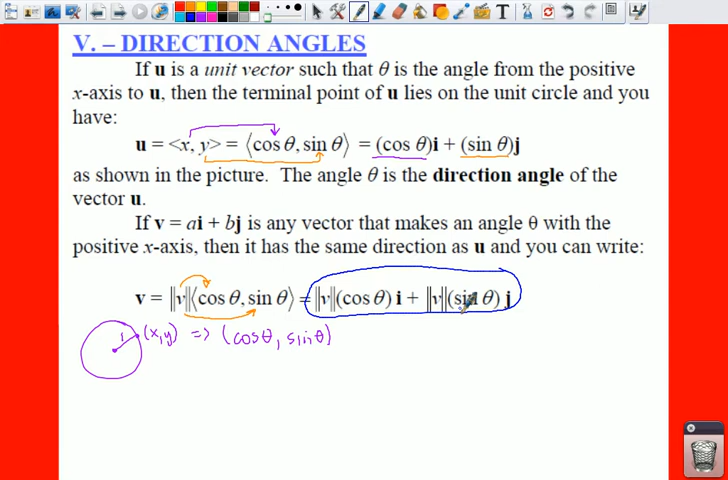 V. – DIRECTION ANGLES
If u is a unit vector such that θ is the angle from the positive
x-axis to u, then the terminal point of u lies on the unit circle and you
have:
u = <x, y> = ⟨cos θ, sin θ⟩ = (cos θ)i + (sin θ)j
as shown in the picture. The angle θ is the direction angle of the
vector u.
If v = ai + bj is any vector that makes an angle θ with the
positive x-axis, then it has the same direction as u and you can write:
v = ‖v‖⟨cos θ, sin θ⟩ = ‖v‖(cos θ) i + ‖v‖(sin θ) j
1 (x,y) => (cosθ, sinθ)